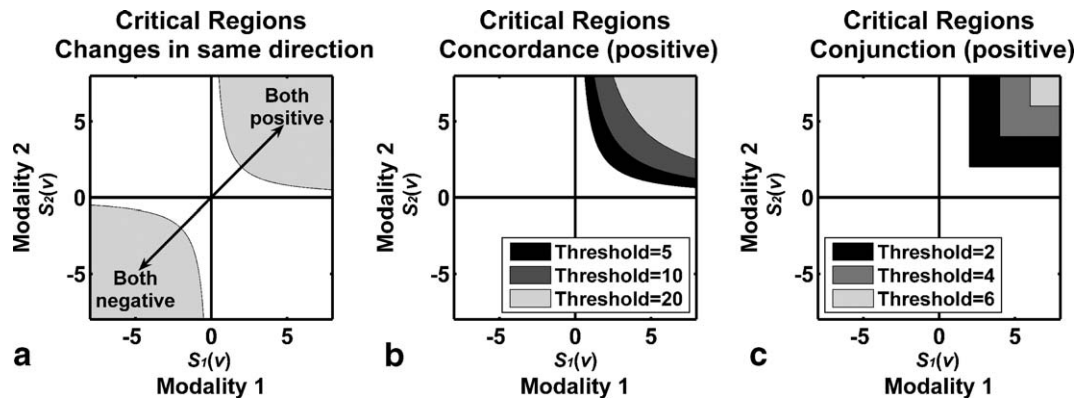 Critical Regions
Changes in same direction
Both
positive
Both
negative
5
0
-5
-5
0
5
Modality 2
S₂(v)
S₁(v)
Modality 1
a
Critical Regions
Concordance (positive)
Threshold=5
Threshold=10
Threshold=20
5
0
-5
-5
0
5
Modality 2
S₂(v)
S₁(v)
Modality 1
b
Critical Regions
Conjunction (positive)
Threshold=2
Threshold=4
Threshold=6
5
0
-5
-5
0
5
Modality 2
S₂(v)
S₁(v)
Modality 1
c